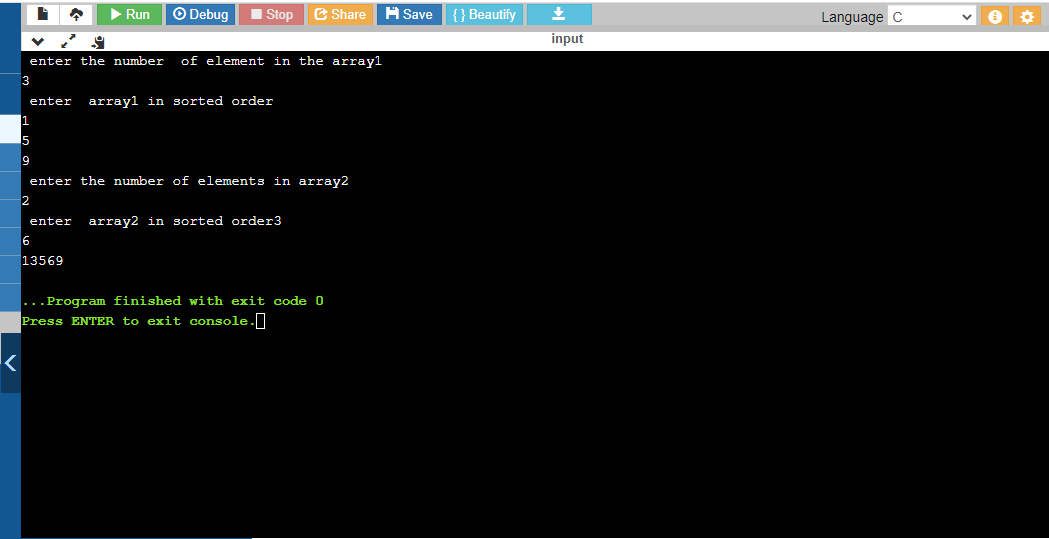 Run Debug Stop Share Save { } Beautify Language C
input
enter the number  of element in the array1
3
enter  array1 in sorted order
1
5
9
enter the number of elements in array2
2
enter  array2 in sorted order3
6
13569
...Program finished with exit code 0
Press ENTER to exit console.